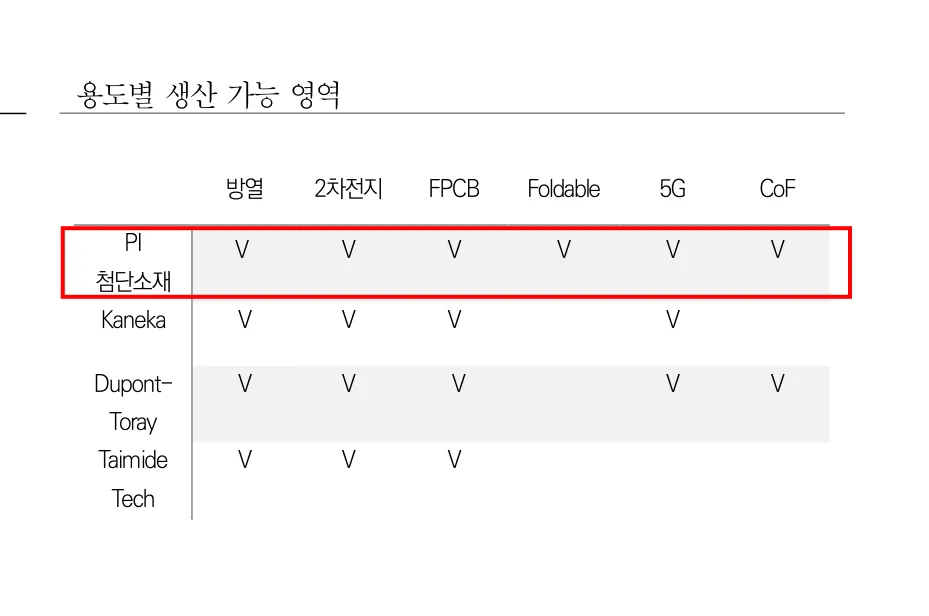 용도별 생산 가능 영역
방열 2차전지 FPCB Foldable 5G CoF
PI 첨단소재 V V V V V V
Kaneka V V V V
Dupont-Toray V V V V V
Taimide Tech V V V